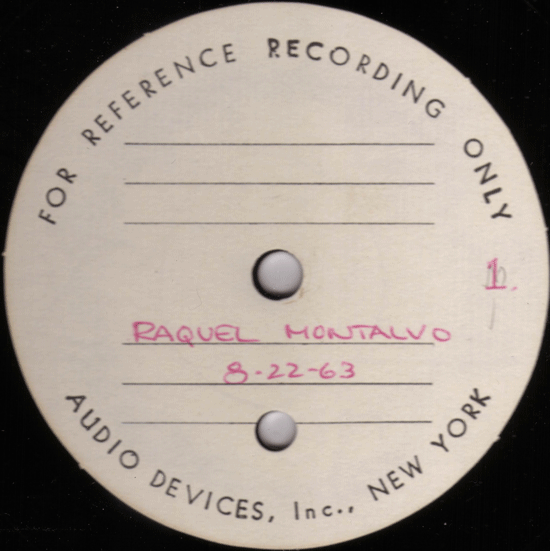 FOR REFERENCE RECORDING ONLY
1.
RAQUEL MONTALVO
8-22-63
AUDIO DEVICES, Inc., NEW YORK